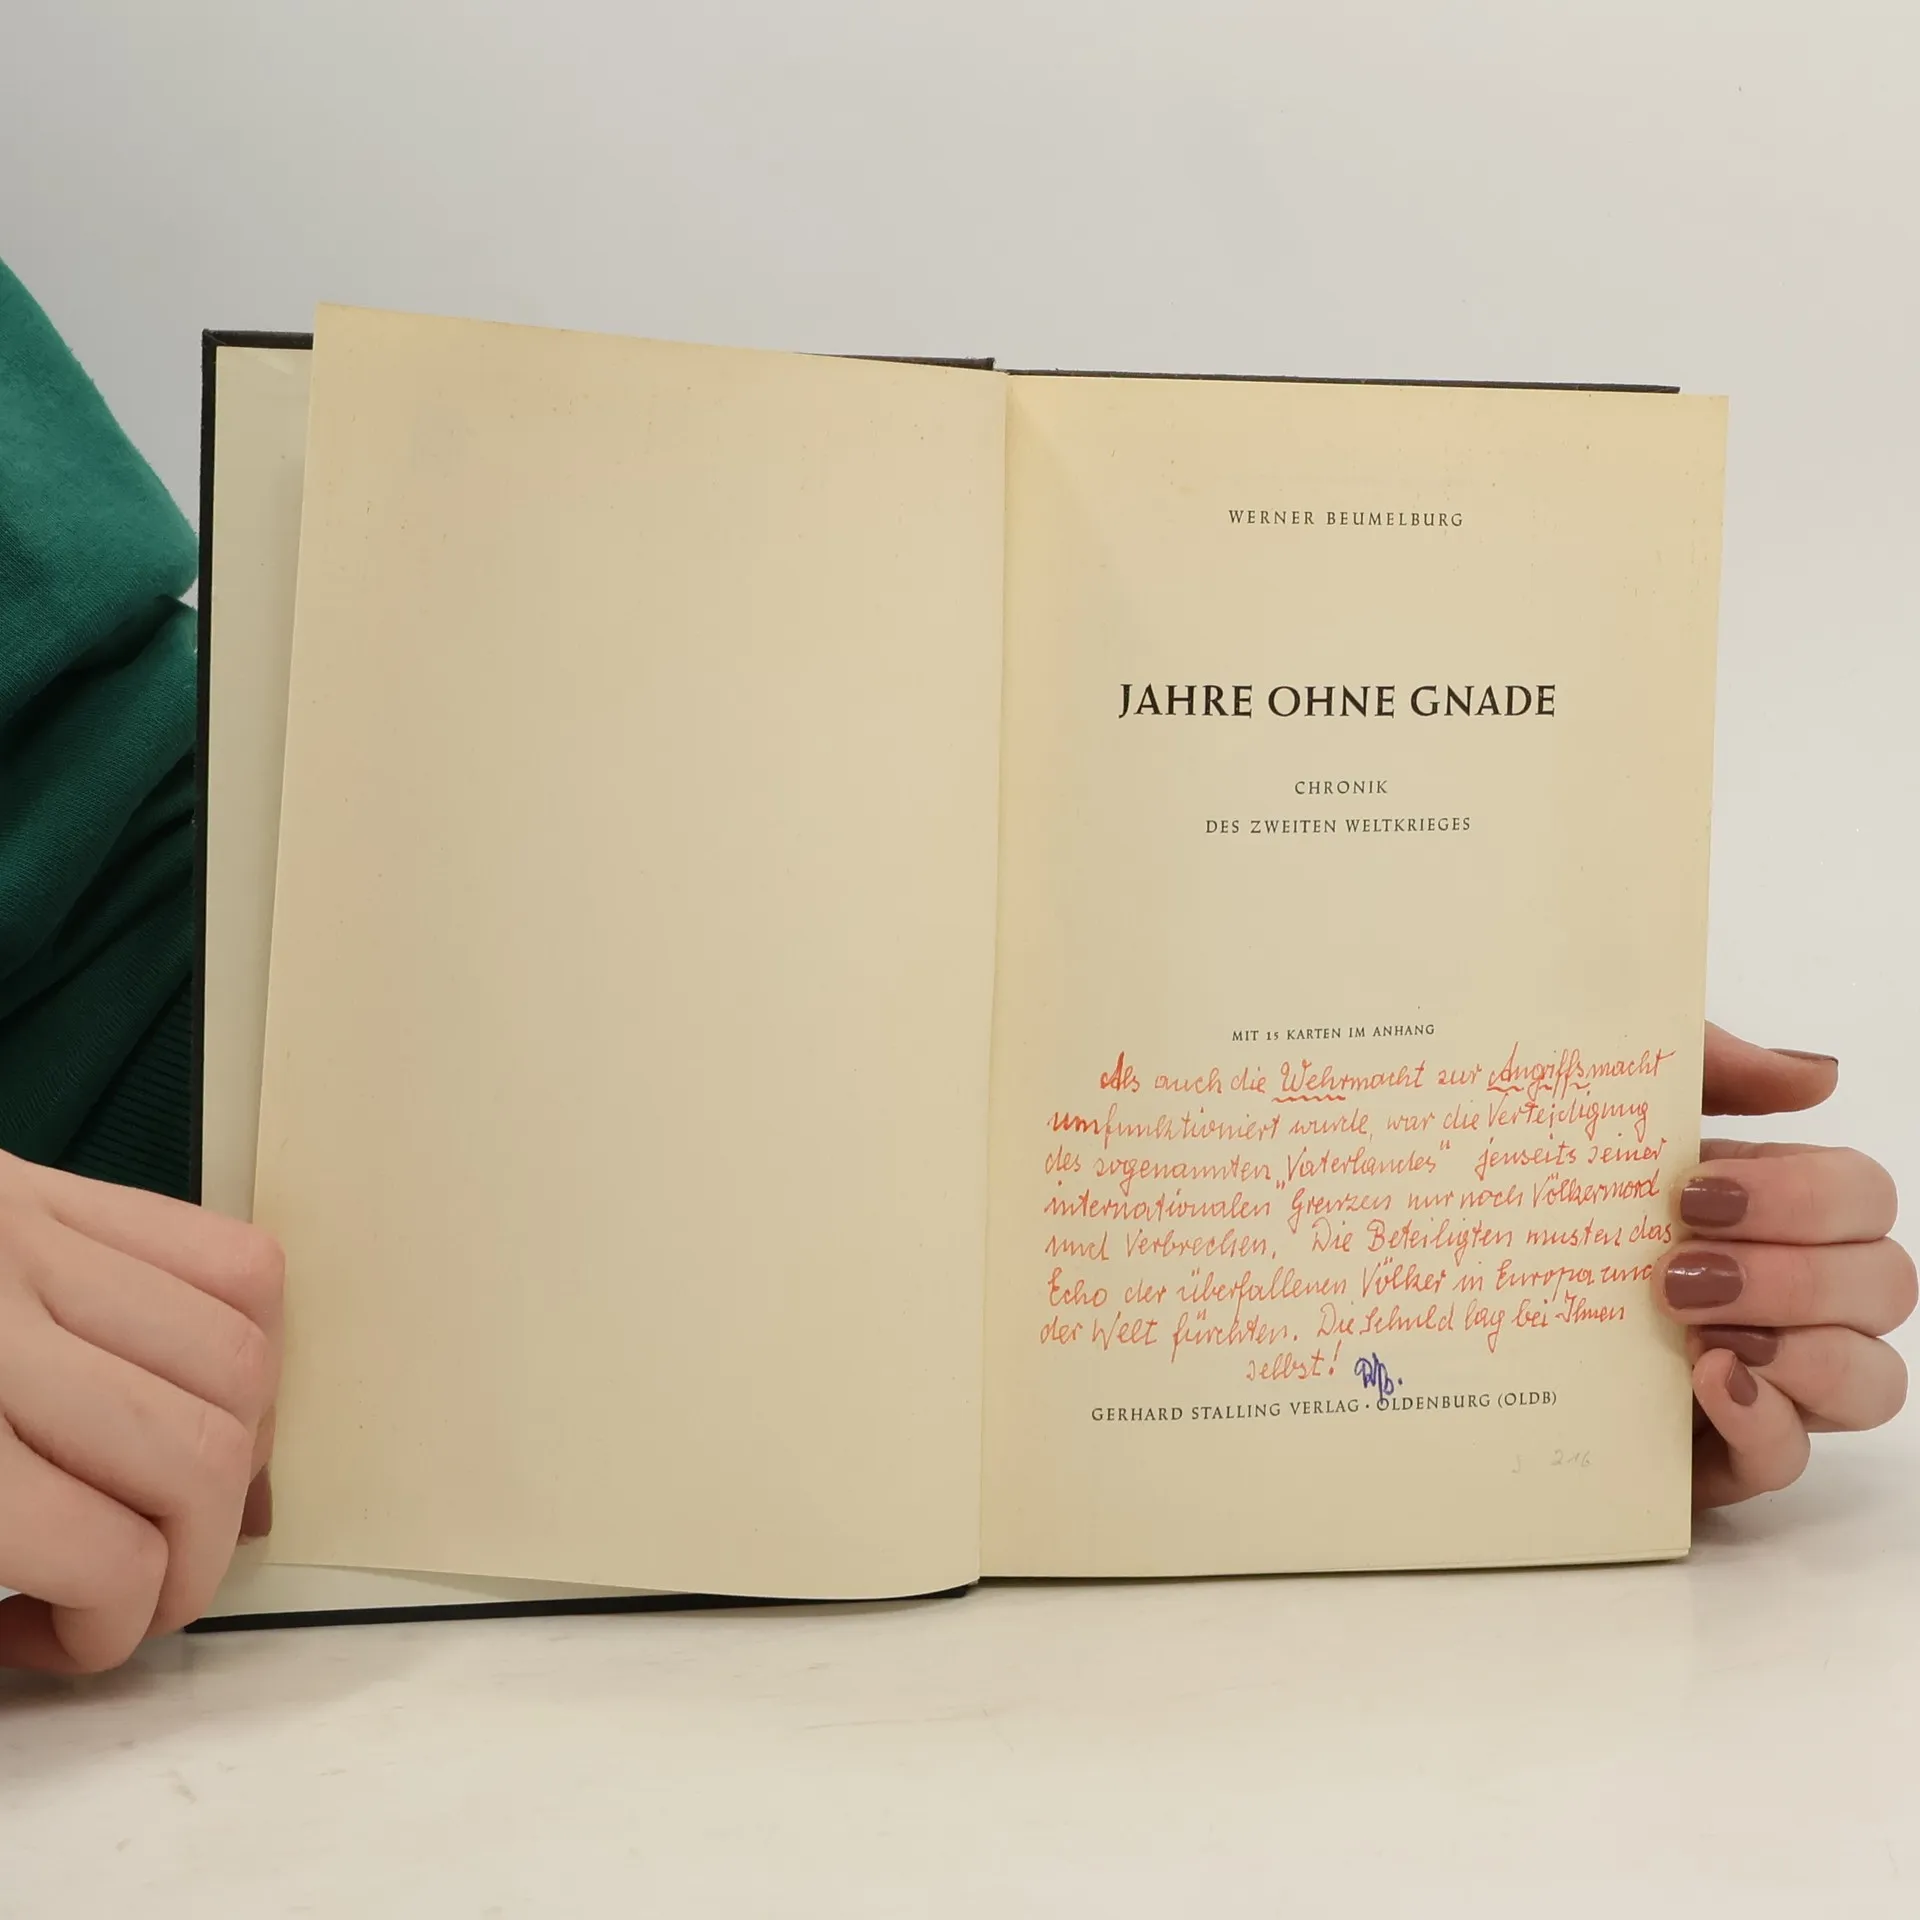 WERNER BEUMELBURG
JAHRE OHNE GNADE
CHRONIK
DES ZWEITEN WELTKRIEGES
MIT 15 KARTEN IM ANHANG
Als auch die Wehrmacht zur Angriffsmacht
umfunktioniert wurde, war die Verteidigung
des sogenannten „Vaterlandes“ jenseits seiner
internationalen Grenzen nur noch Völkermord
und Verbrechen. Die Beteiligten musten das
Echo der überfallenen Völker in Europa und
der Welt fürchten. Die Schuld lag bei Ihnen
selbst!
GERHARD STALLING VERLAG · OLDENBURG (OLDB)
216